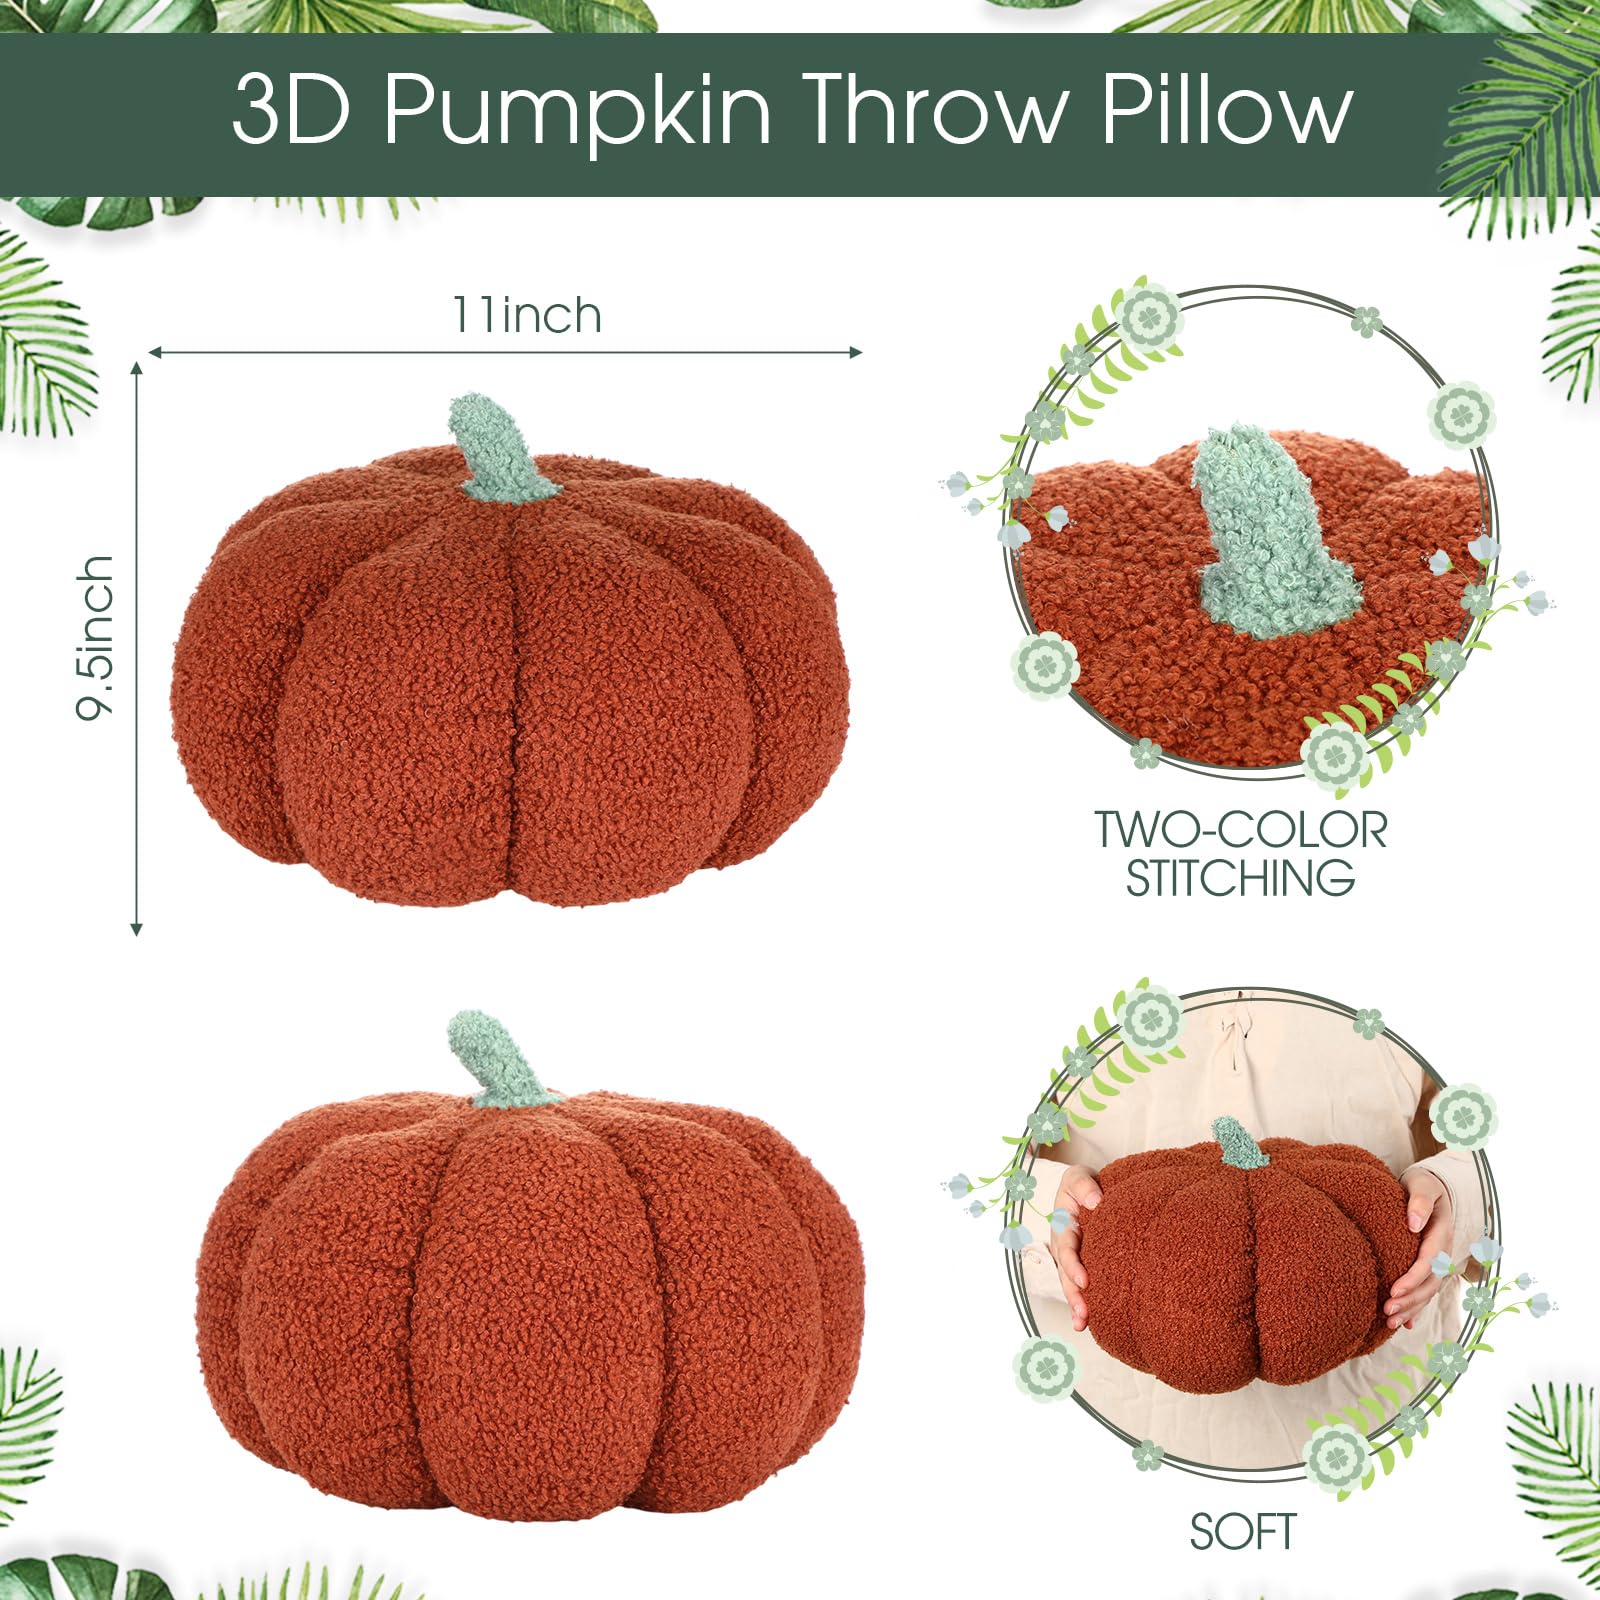 3D Pumpkin Throw Pillow
11inch
9.5inch
TWO-COLOR
STITCHING
SOFT